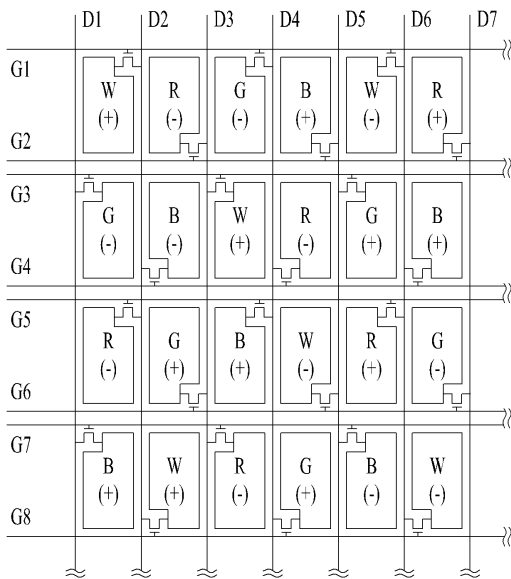 D1 D2 D3 D4 D5 D6 D7
G1
W R G B W R
(+) (-) (-) (+) (-) (+)
G2
G3
G B W R G B
(-) (-) (+) (-) (+) (+)
G4
G5
R G B W R G
(-) (+) (+) (-) (+) (-)
G6
G7
B W R G B W
(+) (+) (-) (+) (-) (-)
G8